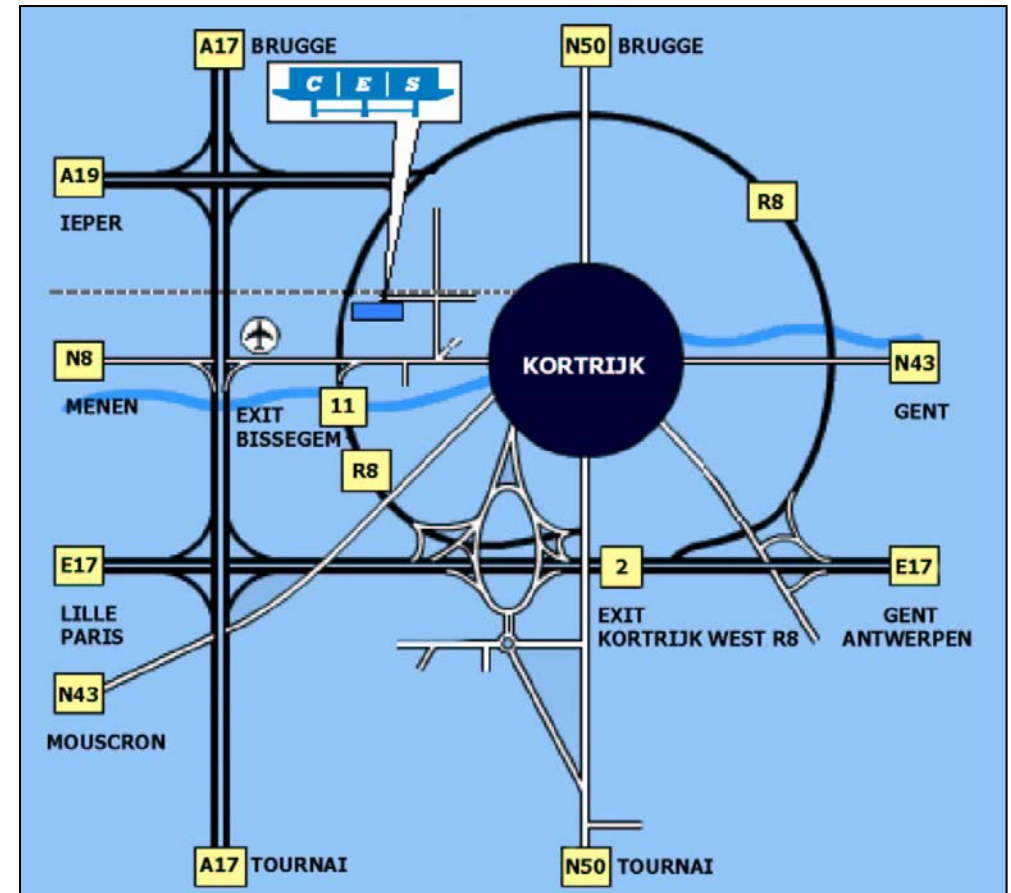 A17 BRUGGE
N50 BRUGGE
C | E | S
A19
IEPER
R8
N8
MENEN
EXIT
BISSEGEM
11
R8
KORTRIJK
N43
GENT
E17
LILLE
PARIS
2
EXIT
KORTRIJK WEST R8
E17
GENT
ANTWERPEN
N43
MOUSCRON
A17 TOURNAI
N50 TOURNAI